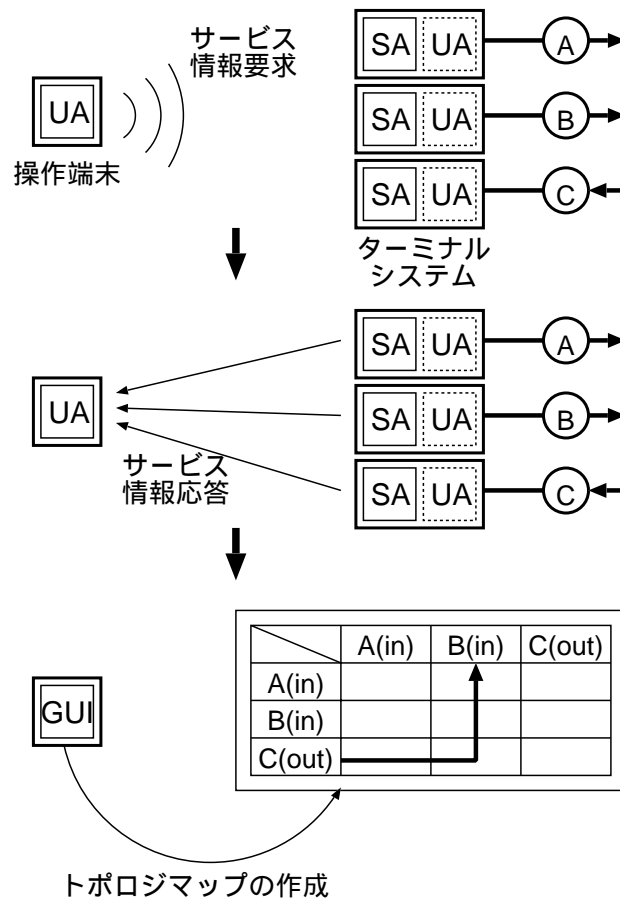 サービス
情報要求
UA
操作端末
SA UA A
SA UA B
SA UA C
ターミナル
システム
UA
サービス
情報応答
SA UA A
SA UA B
SA UA C
GUI
A(in) B(in) C(out)
A(in)
B(in)
C(out)
トポロジマップの作成